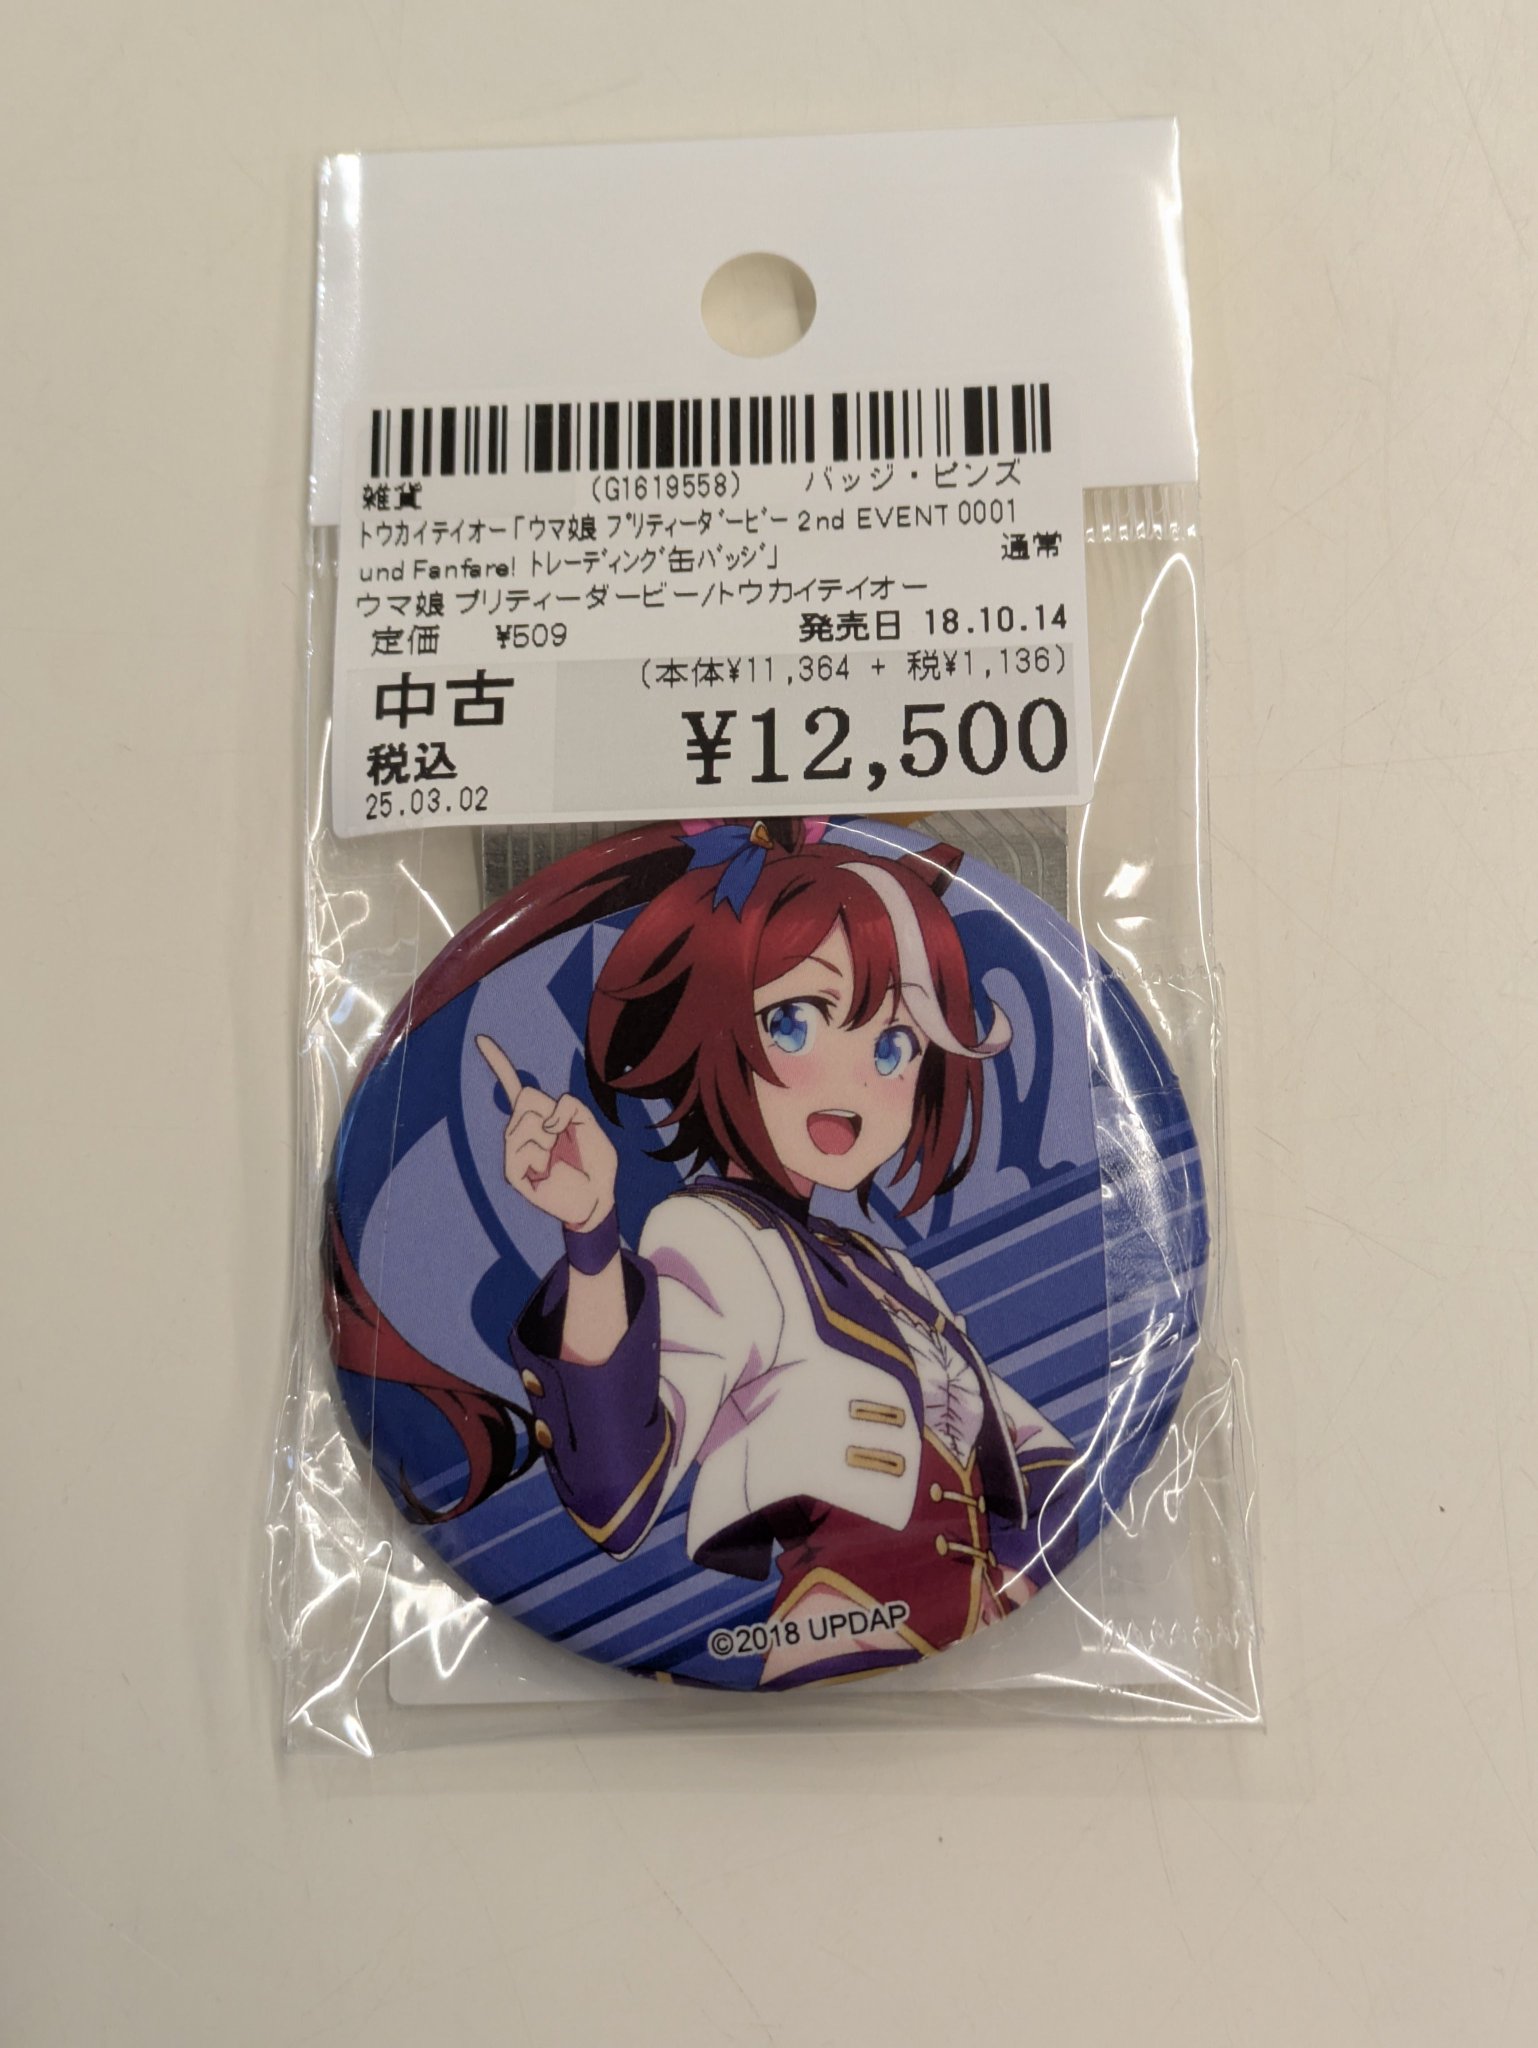 雑貨 (G1619558) バッジ・ピンズ
トウカイテイオー「ウマ娘 プリティーダービー 2nd EVENT 0001
und Fanfare! トレーディング缶バッジ」 通常
ウマ娘 プリティーダービー/トウカイテイオー
定価 ¥509 発売日 18.10.14
(本体¥11,364 + 税¥1,136)
中古 ¥12,500
税込
25.03.02
©2018 UPDAP